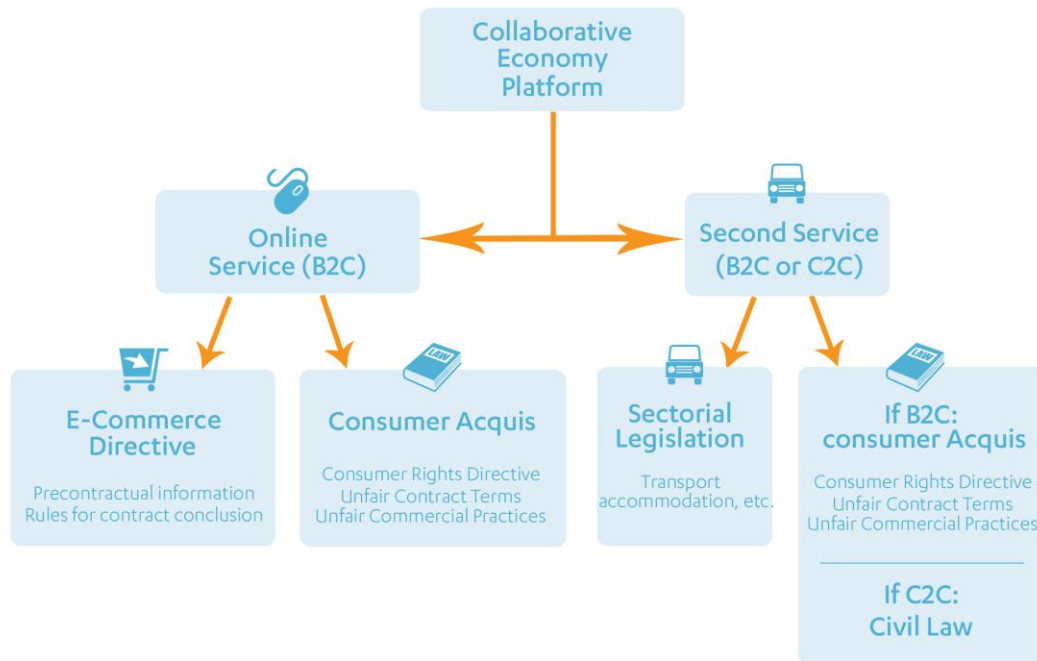 Collaborative
Economy
Platform
Online
Service (B2C)
Second Service
(B2C or C2C)
E-Commerce
Directive
Precontractual information
Rules for contract conclusion
LAW
Consumer Acquis
Consumer Rights Directive
Unfair Contract Terms
Unfair Commercial Practices
Sectorial
Legislation
Transport
accommodation, etc.
LAW
If B2C:
consumer Acquis
Consumer Rights Directive
Unfair Contract Terms
Unfair Commercial Practices
If C2C:
Civil Law